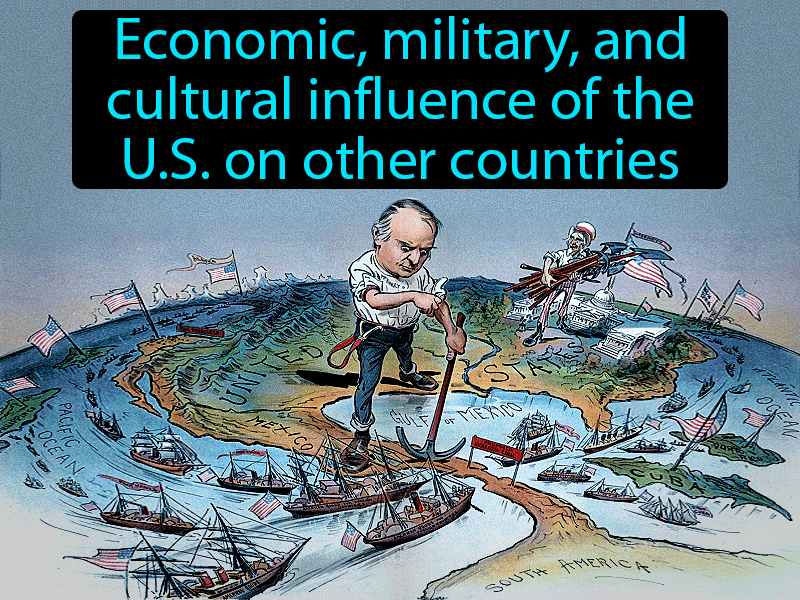 Economic, military, and
cultural influence of the
U.S. on other countries
UNITED
STATES
MEXICO
GULF OF MEXICO
PACIFIC
OCEAN
ATLANTIC
OCEAN
CUBA
SOUTH AMERICA